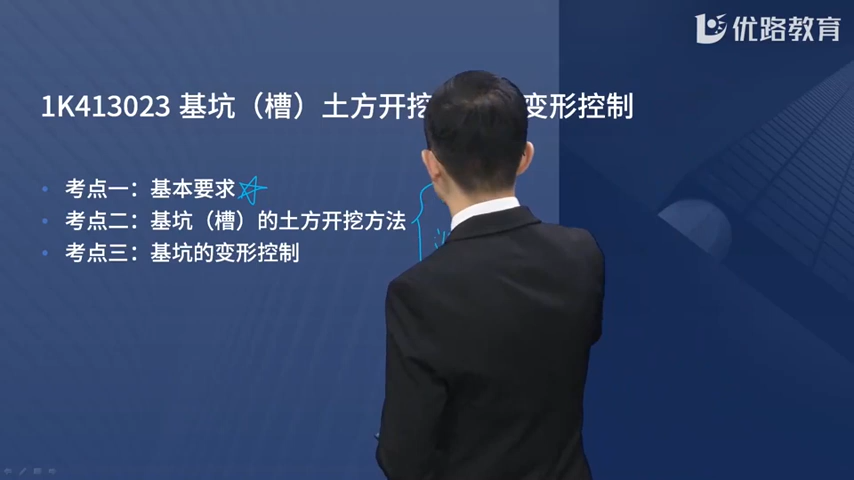 优路教育
1K413023 基坑（槽）土方开挖 变形控制
考点一：基本要求
考点二：基坑（槽）的土方开挖方法
考点三：基坑的变形控制